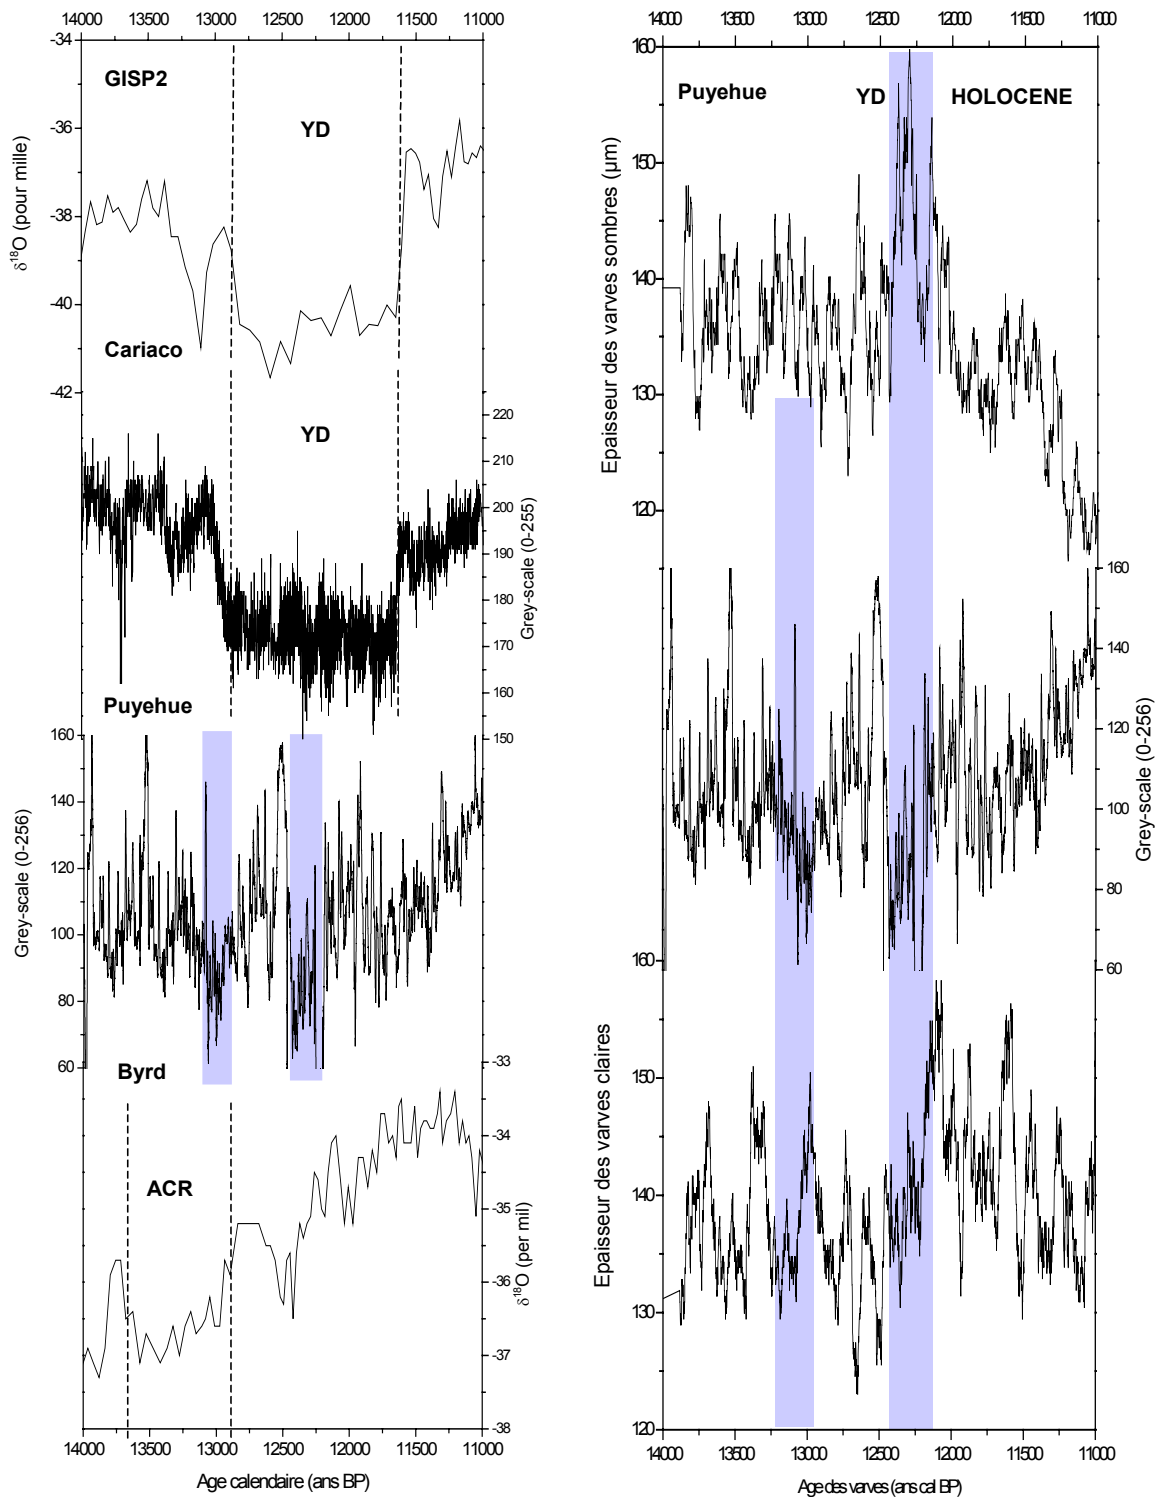 14000 13500 13000 12500 12000 11500 11000
-34
-36
-38
-40
-42
δ18O (pour mille)
GISP2
YD
Cariaco
YD
220
210
200
190
180
170
160
150
Grey-scale (0-255)
Puyehue
160
140
120
100
80
60
Grey-scale (0-256)
Byrd
ACR
-33
-34
-35
-36
-37
-38
δ18O (per mil)
14000 13500 13000 12500 12000 11500 11000
Age calendaire (ans BP)
14000 13500 13000 12500 12000 11500 11000
160
150
140
130
120
Epaisseur des varves sombres (µm)
Puyehue YD HOLOCENE
160
140
120
100
80
60
Grey-scale (0-256)
160
150
140
130
120
Epaisseur des varves claires
14000 13500 13000 12500 12000 11500 11000
Age des varves (ans cal BP)